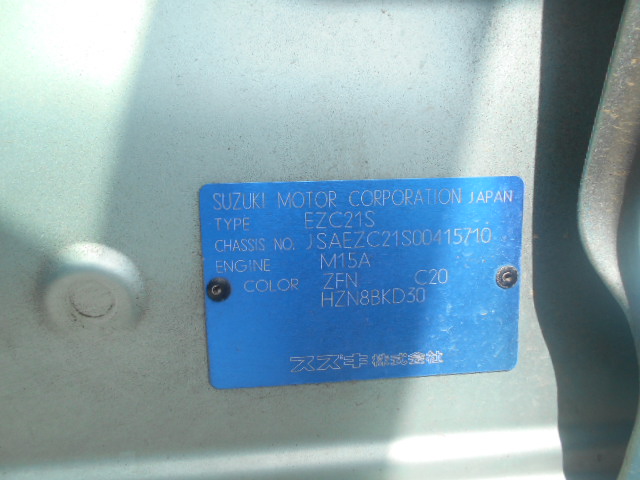 SUZUKI MOTOR CORPORATION JAPAN
TYPE EZC21S
CHASSIS NO. JSAEZC21S00415710
ENGINE M15A
COLOR ZFN C20
HZN8BKD30
スズキ株式会社